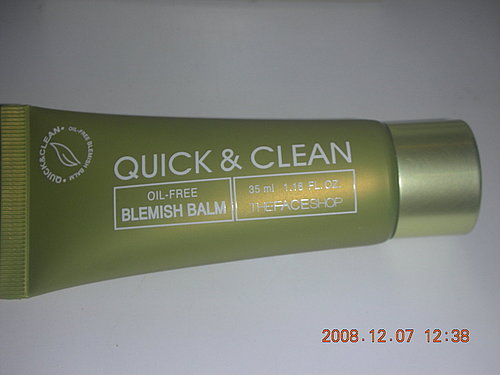 QUICK&CLEAN • OIL-FREE BLEMISH BALM •
QUICK & CLEAN
OIL-FREE
BLEMISH BALM
35 ml 1.18 FL. OZ.
THEFACESHOP
2008.12.07 12:38